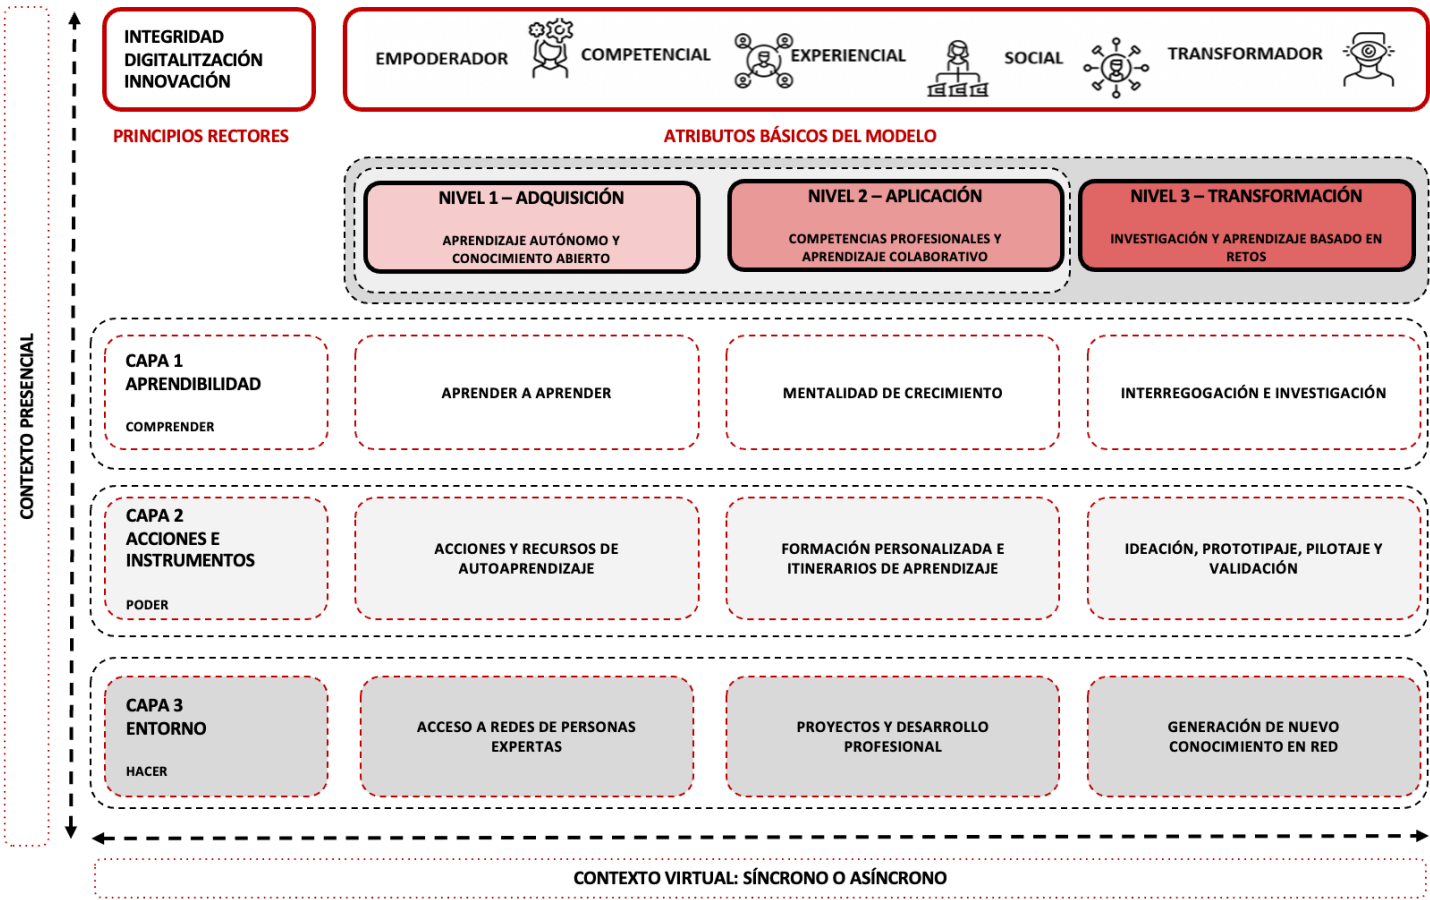 INTEGRIDAD
DIGITALITZACIÓN
INNOVACIÓN
EMPODERADOR
COMPETENCIAL
EXPERIENCIAL
SOCIAL
TRANSFORMADOR
PRINCIPIOS RECTORES
ATRIBUTOS BÁSICOS DEL MODELO
NIVEL 1 – ADQUISICIÓN
APRENDIZAJE AUTÓNOMO Y
CONOCIMIENTO ABIERTO
NIVEL 2 – APLICACIÓN
COMPETENCIAS PROFESIONALES Y
APRENDIZAJE COLABORATIVO
NIVEL 3 – TRANSFORMACIÓN
INVESTIGACIÓN Y APRENDIZAJE BASADO EN
RETOS
CONTEXTO PRESENCIAL
CAPA 1
APRENDIBILIDAD
COMPRENDER
APRENDER A APRENDER
MENTALIDAD DE CRECIMIENTO
INTERREGOGACIÓN E INVESTIGACIÓN
CAPA 2
ACCIONES E
INSTRUMENTOS
PODER
ACCIONES Y RECURSOS DE
AUTOAPRENDIZAJE
FORMACIÓN PERSONALIZADA E
ITINERARIOS DE APRENDIZAJE
IDEACIÓN, PROTOTIPAJE, PILOTAJE Y
VALIDACIÓN
CAPA 3
ENTORNO
HACER
ACCESO A REDES DE PERSONAS
EXPERTAS
PROYECTOS Y DESARROLLO
PROFESIONAL
GENERACIÓN DE NUEVO
CONOCIMIENTO EN RED
CONTEXTO VIRTUAL: SÍNCRONO O ASÍNCRONO